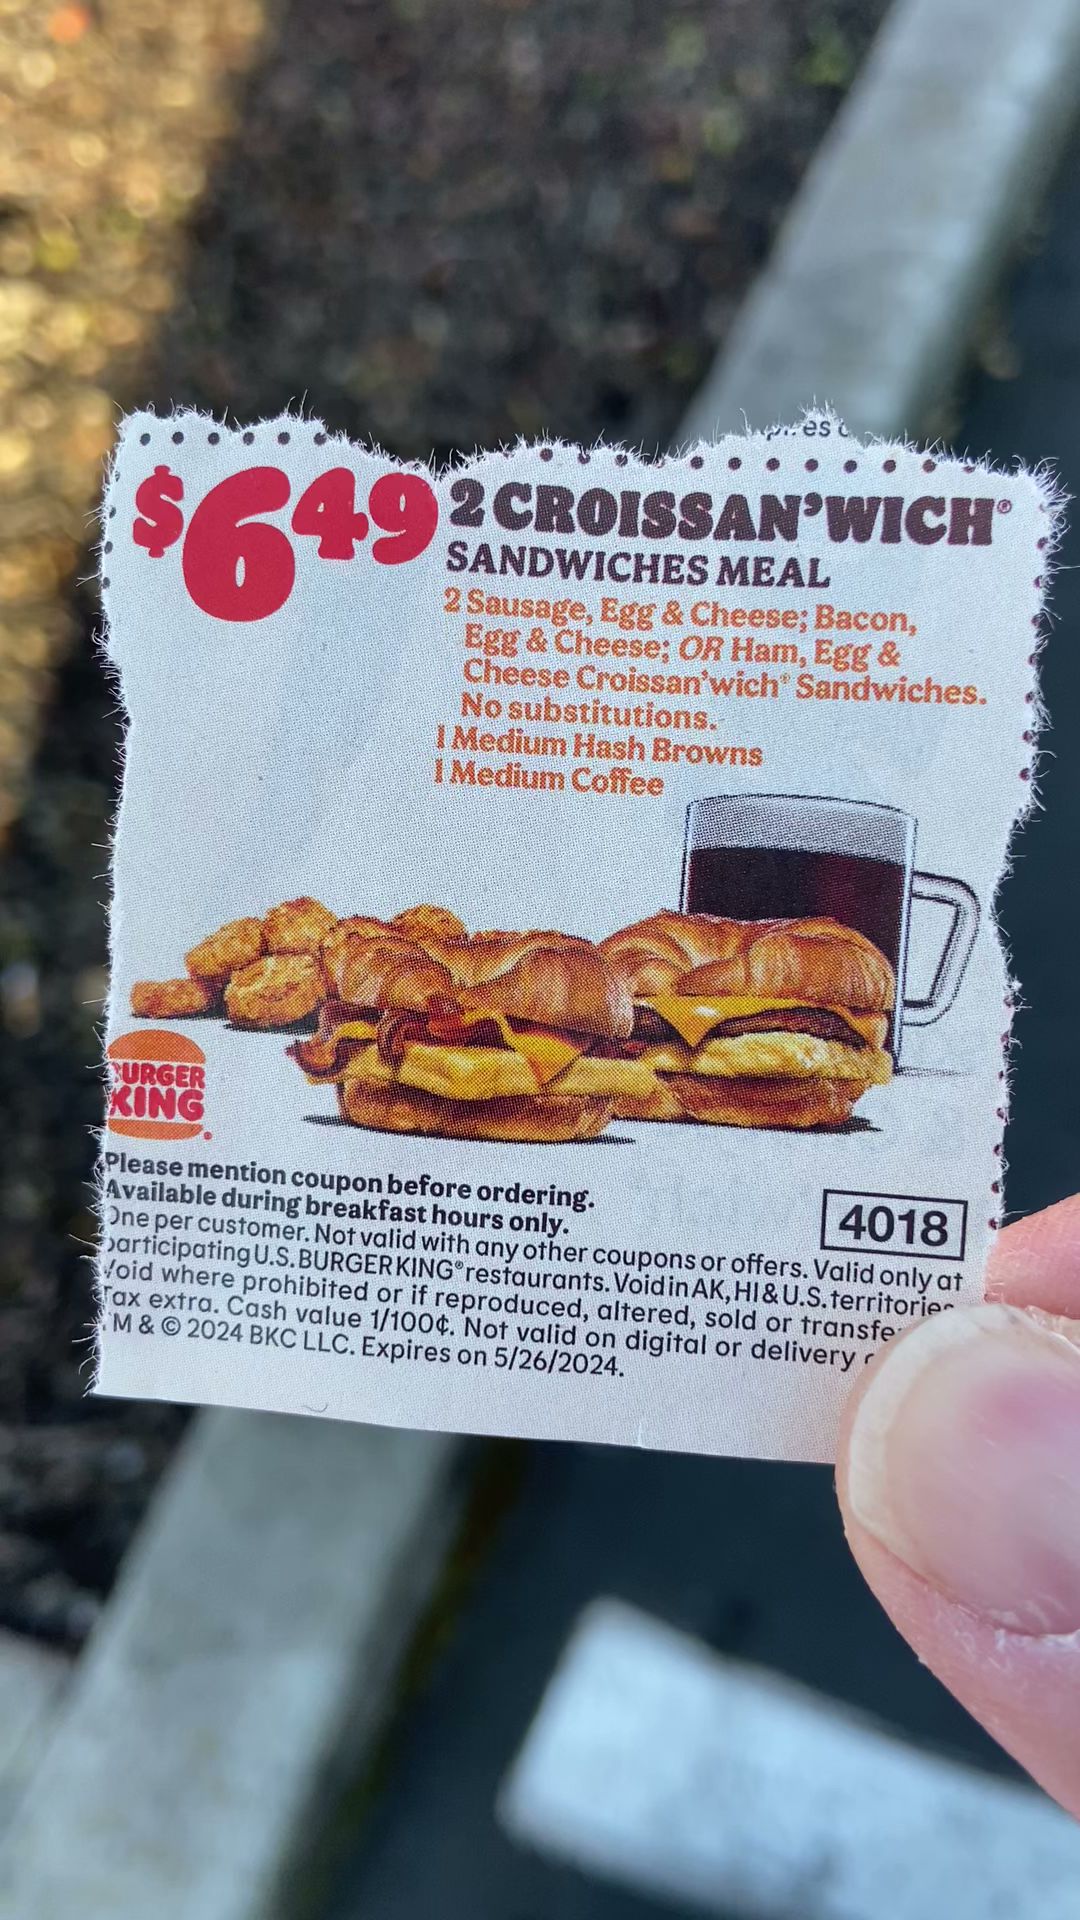 es
$6.49
2 CROISSAN'WICH®
SANDWICHES MEAL
2 Sausage, Egg & Cheese; Bacon,
Egg & Cheese; OR Ham, Egg &
Cheese Croissan'wich® Sandwiches.
No substitutions.
1 Medium Hash Browns
1 Medium Coffee
BURGER
KING
Please mention coupon before ordering.
Available during breakfast hours only.
4018
One per customer. Not valid with any other coupons or offers. Valid only at
participating U.S. BURGER KING® restaurants. Void in AK, HI & U.S. territories.
Void where prohibited or if reproduced, altered, sold or transfe
Tax extra. Cash value 1/100¢. Not valid on digital or delivery
TM & © 2024 BKC LLC. Expires on 5/26/2024.